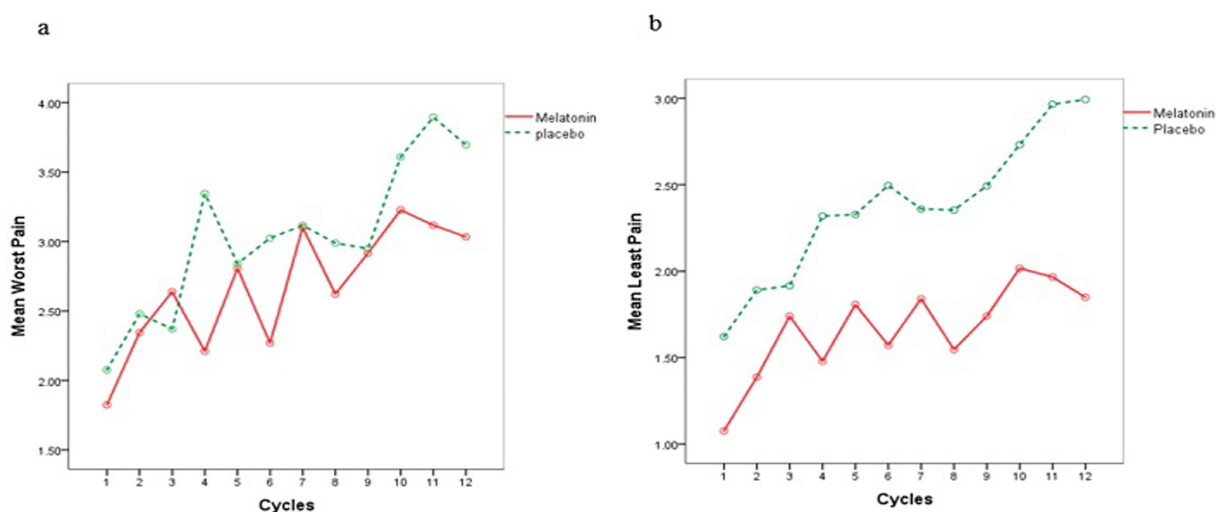 a
4.00
3.50
3.00
2.50
2.00
1.50
Mean Worst Pain
1 2 3 4 5 6 7 8 9 10 11 12
Cycles
Melatonin
placebo
b
3.00
2.50
2.00
1.50
1.00
Mean Least Pain
1 2 3 4 5 6 7 8 9 10 11 12
Cycles
Melatonin
Placebo